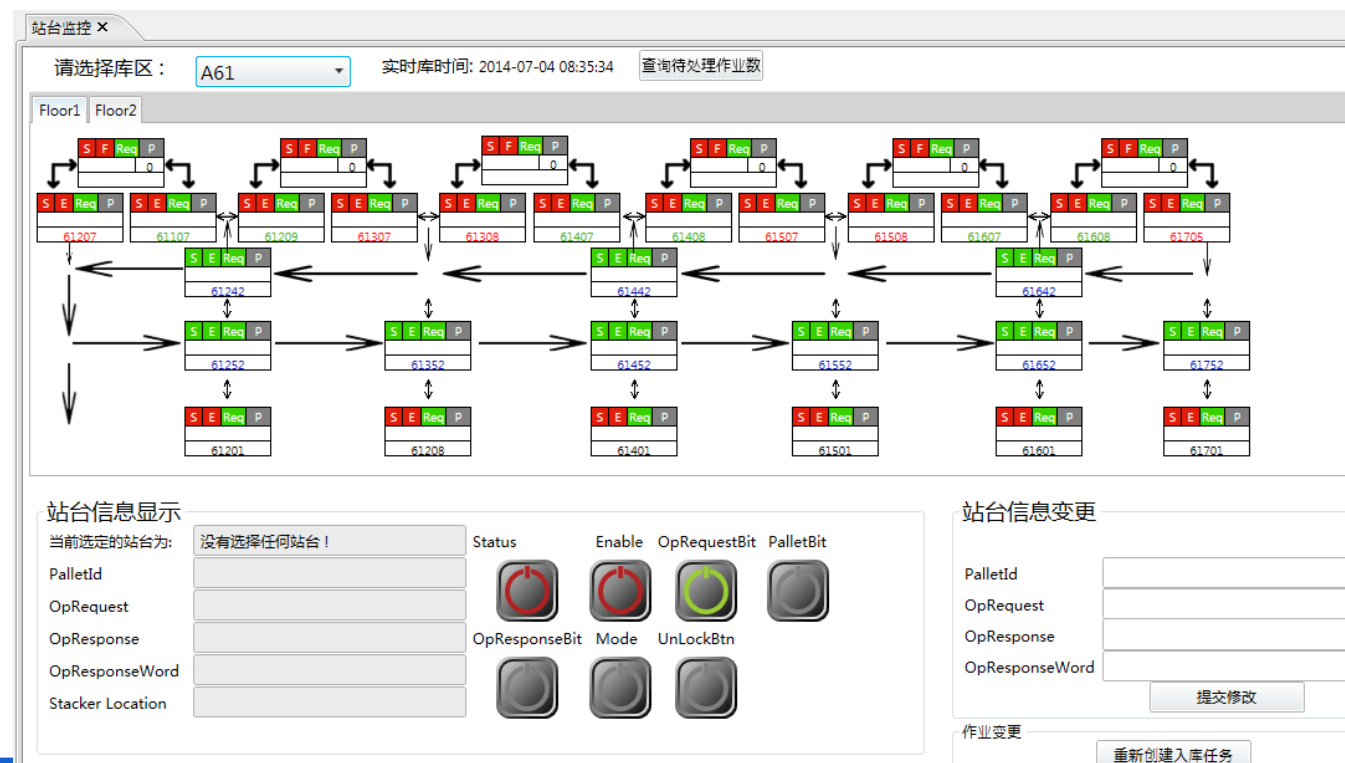 站台监控 ×
请选择库区： A61 实时库时间: 2014-07-04 08:35:34 查询待处理作业数
Floor1 Floor2
S F Req P S F Req P S F Req P S F Req P S F Req P S F Req P
0 0 0 0 0 0
S E Req P S E Req P S E Req P S E Req P S E Req P S E Req P S E Req P S E Req P S E Req P S E Req P S E Req P S E Req P
61207 61107 61209 61307 61308 61407 61408 61507 61508 61607 61608 61705
S E Req P S E Req P S E Req P
61242 61442 61642
S E Req P S E Req P S E Req P S E Req P S E Req P S E Req P
61252 61352 61452 61552 61652 61752
S E Req P S E Req P S E Req P S E Req P S E Req P S E Req P
61201 61208 61401 61501 61601 61701
站台信息显示
当前选定的站台为: 没有选择任何站台！
PalletId
OpRequest
OpResponse
OpResponseWord
Stacker Location
Status Enable OpRequestBit PalletBit
OpResponseBit Mode UnLockBtn
站台信息变更
PalletId
OpRequest
OpResponse
OpResponseWord
提交修改
作业变更
重新创建入库任务